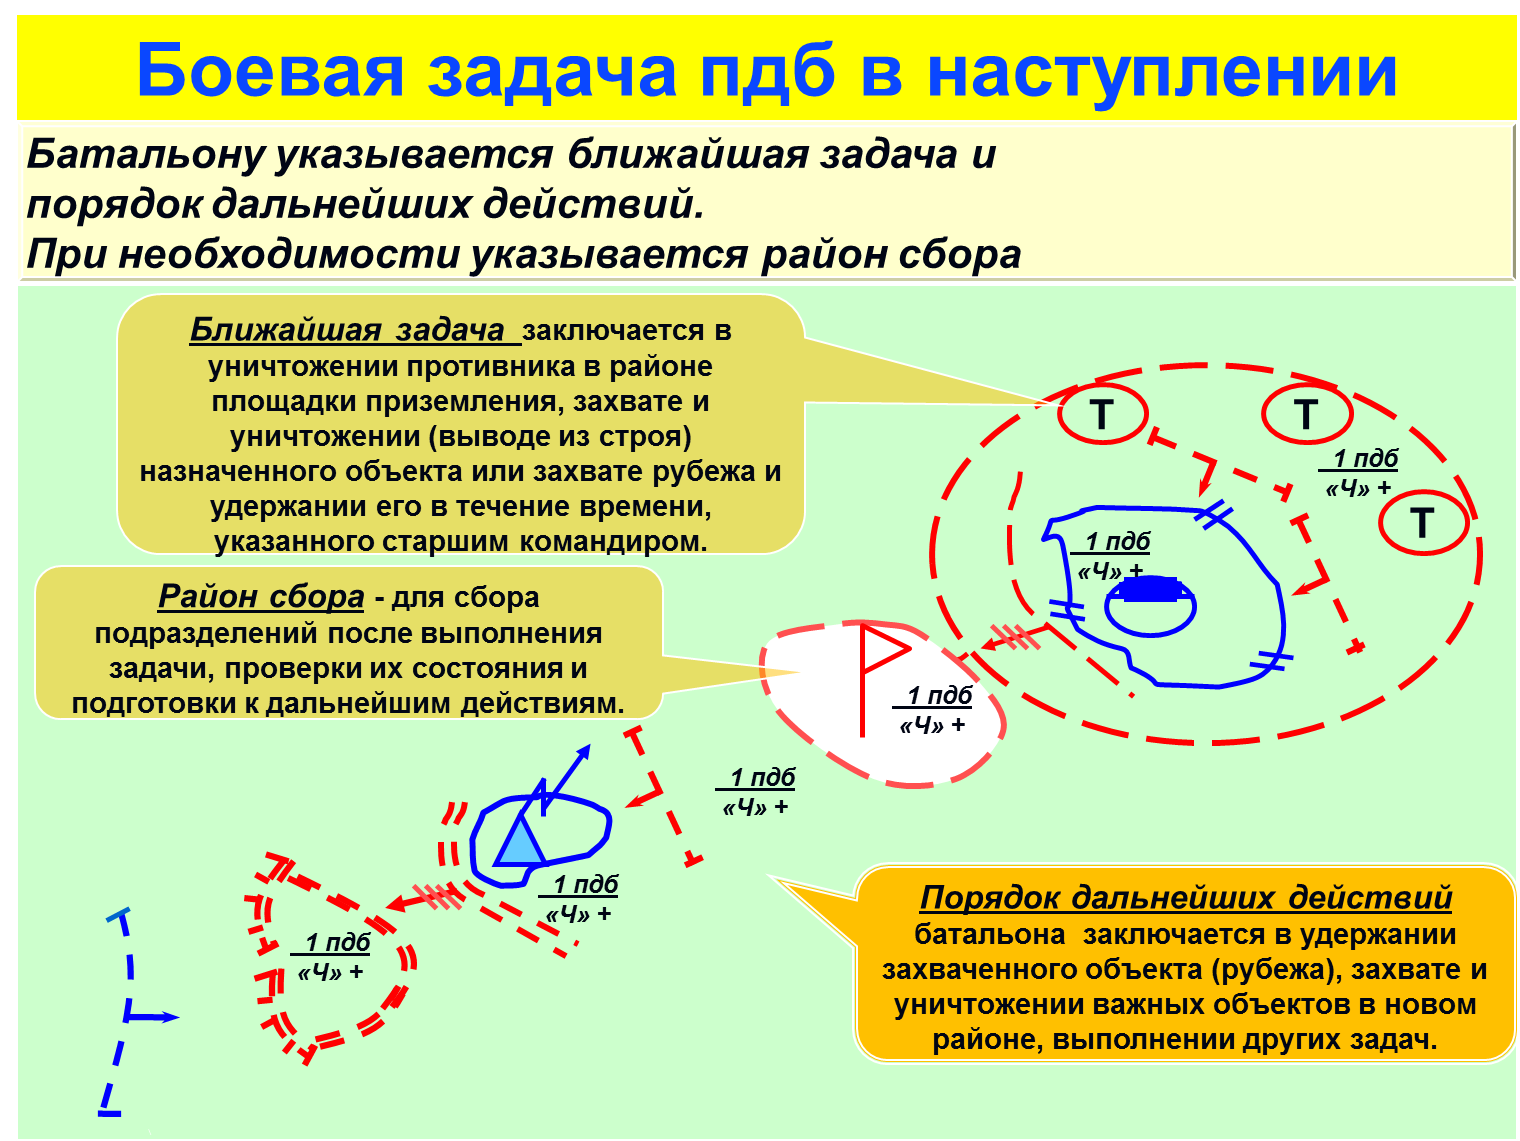 Боевая задача пдб в наступлении
Батальону указывается ближайшая задача и
порядок дальнейших действий.
При необходимости указывается район сбора
Ближайшая задача заключается в
уничтожении противника в районе
площадки приземления, захвате и
уничтожении (выводе из строя)
назначенного объекта или захвате рубежа и
удержании его в течение времени,
указанного старшим командиром.
Т
Т
1 пдб
«Ч» +
Т
1 пдб
«Ч» +
Район сбора - для сбора
подразделений после выполнения
задачи, проверки их состояния и
подготовки к дальнейшим действиям.
1 пдб
«Ч» +
1 пдб
«Ч» +
1 пдб
«Ч» +
1 пдб
«Ч» +
Порядок дальнейших действий
батальона заключается в удержании
захваченного объекта (рубежа), захвате и
уничтожении важных объектов в новом
районе, выполнении других задач.